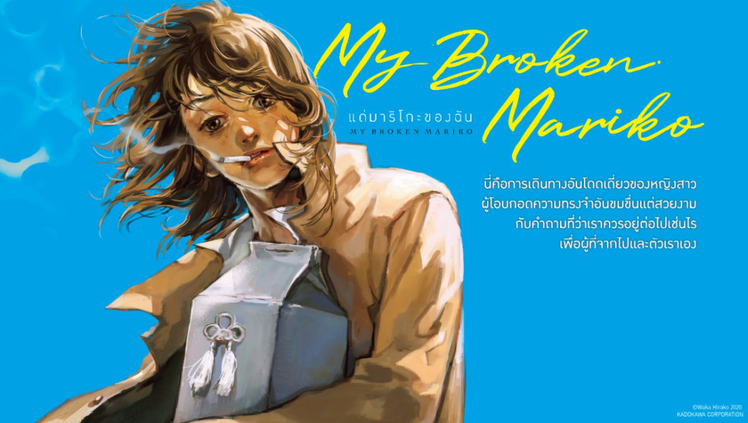 My Broken
Mariko
แด่มาริโกะของฉัน
MY BROKEN MARIKO
นี่คือการเดินทางอันโดดเดี่ยวของหญิงสาว
ผู้โอบกอดความทรงจำอันขมขื่นแต่สวยงาม
กับคำถามที่ว่าเราควรอยู่ต่อไปเช่นไร
เพื่อผู้ที่จากไปและตัวเราเอง
©Waka Hirako 2020
KADOKAWA CORPORATION